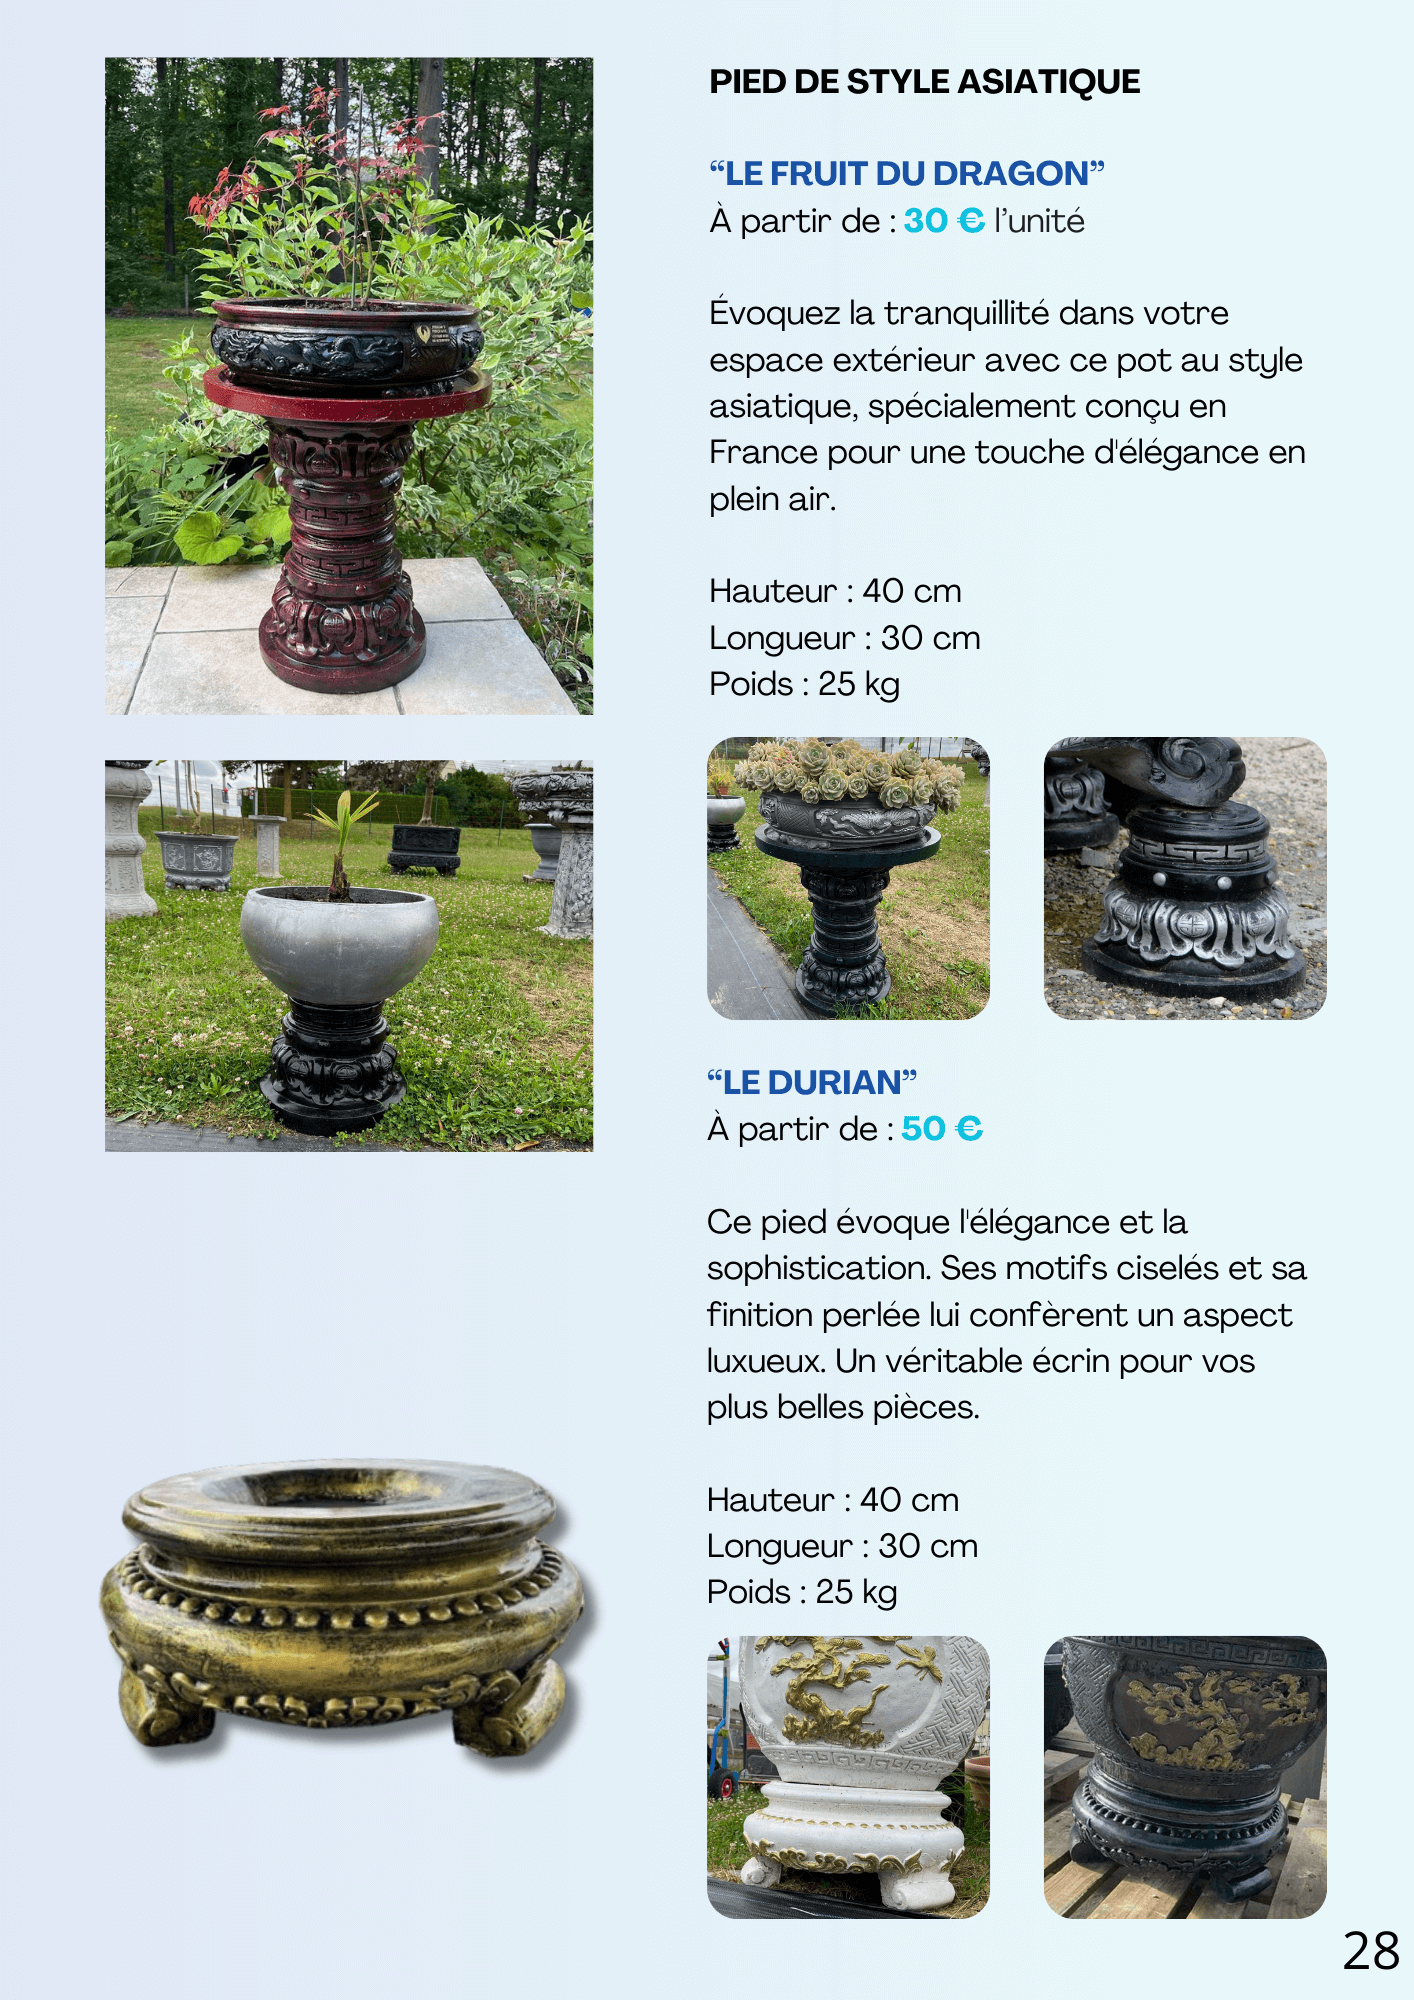 PIED DE STYLE ASIATIQUE
“LE FRUIT DU DRAGON”
À partir de : 30 € l’unité
Évoquez la tranquillité dans votre
espace extérieur avec ce pot au style
asiatique, spécialement conçu en
France pour une touche d'élégance en
plein air.
Hauteur : 40 cm
Longueur : 30 cm
Poids : 25 kg
“LE DURIAN”
À partir de : 50 €
Ce pied évoque l'élégance et la
sophistication. Ses motifs ciselés et sa
finition perlée lui confèrent un aspect
luxueux. Un véritable écrin pour vos
plus belles pièces.
Hauteur : 40 cm
Longueur : 30 cm
Poids : 25 kg
28